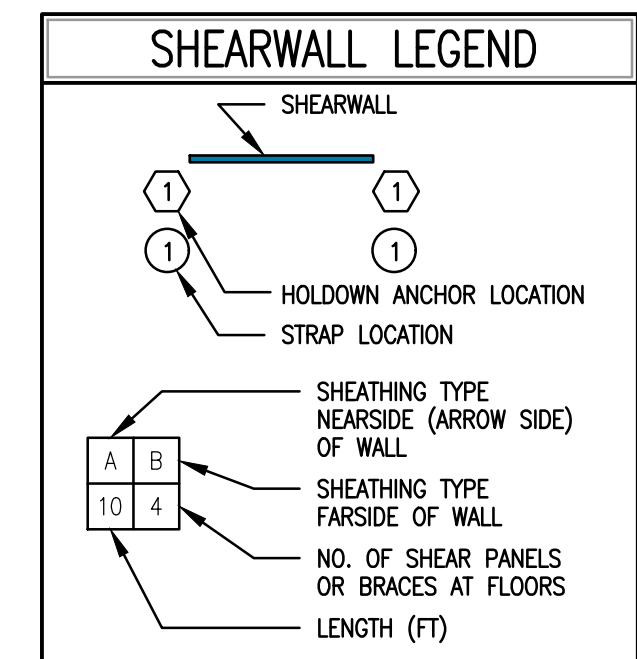 SHEARWALL LEGEND
SHEARWALL
1 1
1 1
HOLDOWN ANCHOR LOCATION
STRAP LOCATION
SHEATHING TYPE
NEARSIDE (ARROW SIDE)
OF WALL
A B
10 4
SHEATHING TYPE
FARSIDE OF WALL
NO. OF SHEAR PANELS
OR BRACES AT FLOORS
LENGTH (FT)